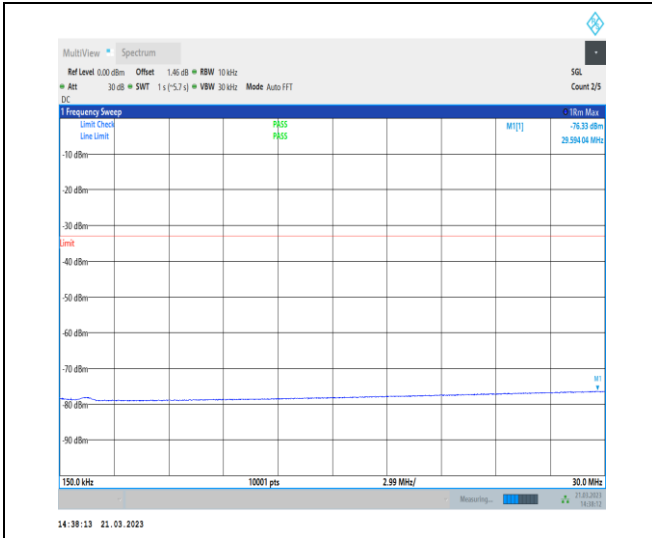 MultiView Spectrum
Ref Level 0.00 dBm Offset 1.46 dB RBW 10 kHz SGL
Att 30 dB SWT 1 s (~5.7 s) VBW 30 kHz Mode Auto FFT Count 2/5
DC
1 Frequency Sweep 1Rm Max
Limit Check PASS M1[1] -76.33 dBm
Line Limit PASS 29.594 04 MHz
-10 dBm
-20 dBm
-30 dBm
Limit
-40 dBm
-50 dBm
-60 dBm
-70 dBm
M1
-80 dBm
-90 dBm
150.0 kHz 10001 pts 2.99 MHz/ 30.0 MHz
Measuring... 21.03.2023
14:38:12
14:38:13 21.03.2023